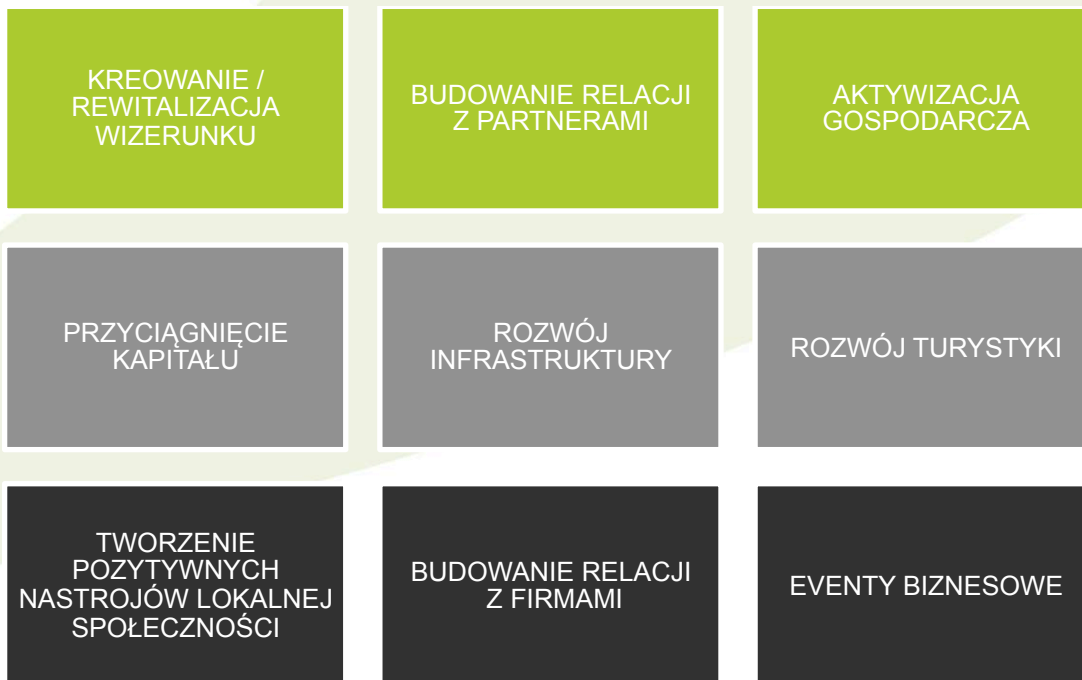 KREOWANIE /
REWITALIZACJA
WIZERUNKU
BUDOWANIE RELACJI
Z PARTNERAMI
AKTYWIZACJA
GOSPODARCZA
PRZYCIĄGNIĘCIE
KAPITAŁU
ROZWÓJ
INFRASTRUKTURY
ROZWÓJ TURYSTYKI
TWORZENIE
POZYTYWNYCH
NASTROJÓW LOKALNEJ
SPOŁECZNOŚCI
BUDOWANIE RELACJI
Z FIRMAMI
EVENTY BIZNESOWE